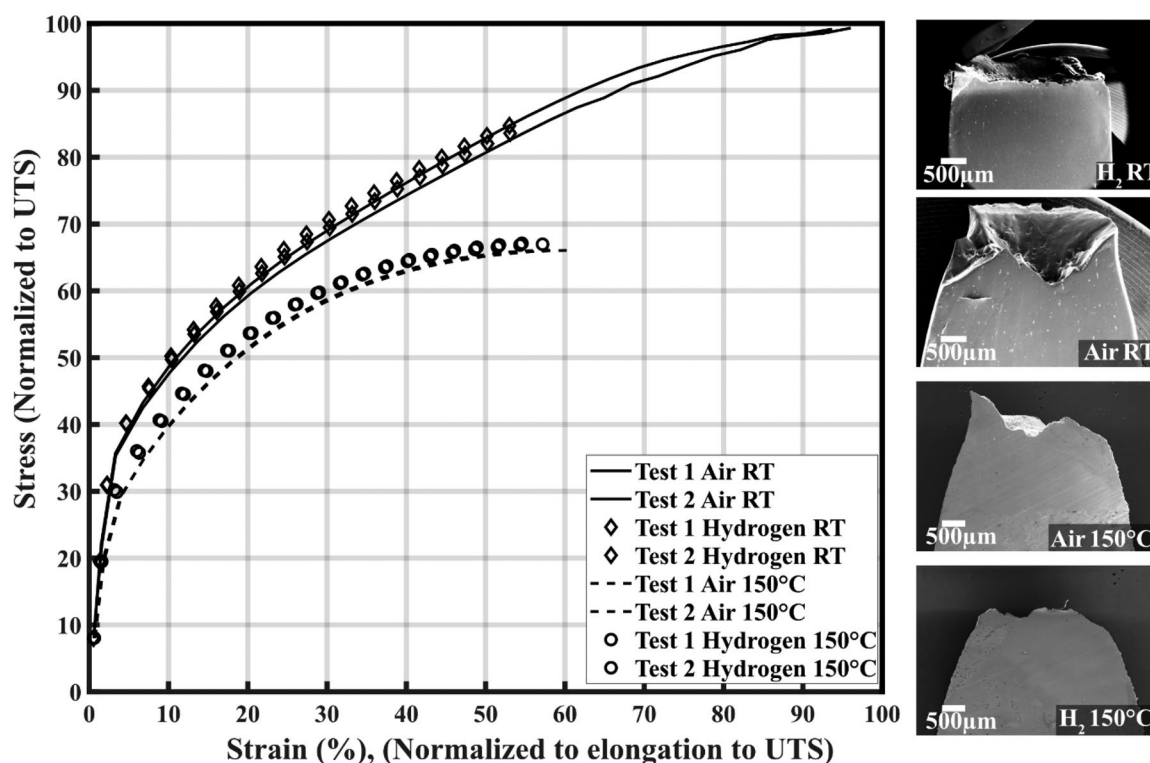 Stress (Normalized to UTS)
100
90
80
70
60
50
40
30
20
10
0
0 10 20 30 40 50 60 70 80 90 100
Strain (%), (Normalized to elongation to UTS)
Test 1 Air RT
Test 2 Air RT
Test 1 Hydrogen RT
Test 2 Hydrogen RT
Test 1 Air 150°C
Test 2 Air 150°C
Test 1 Hydrogen 150°C
Test 2 Hydrogen 150°C
500µm
H₂ RT
500µm
Air RT
500µm
Air 150°C
500µm
H₂ 150°C